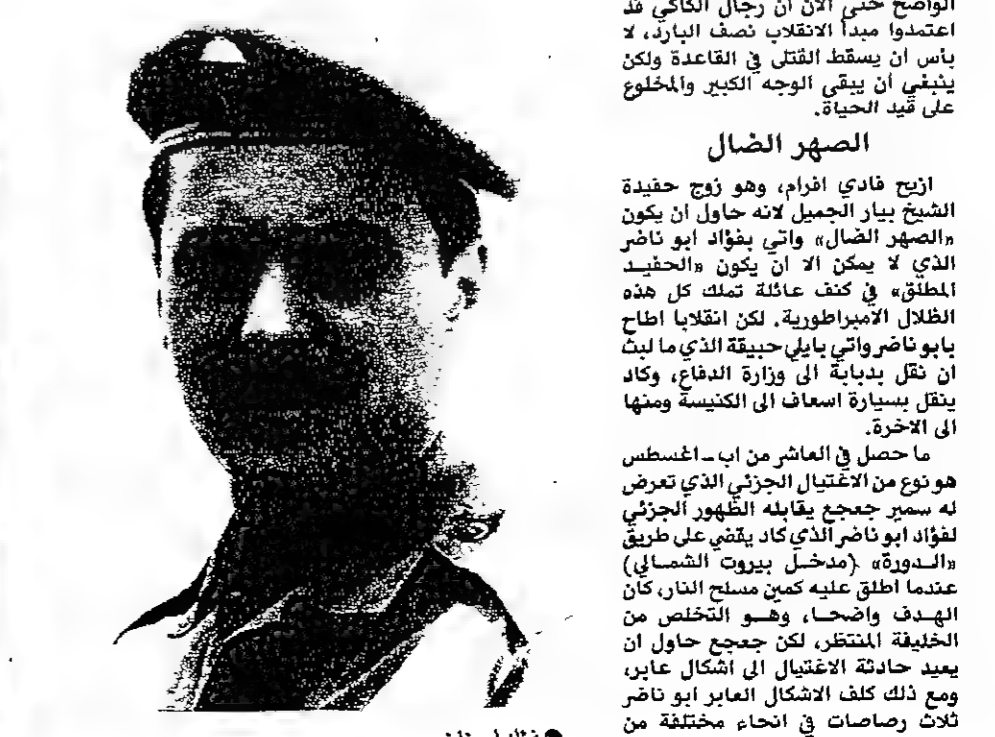 الواضح حتى الآن ان رجال الكاكي قد
اعتمدوا مبدأ الانقلاب نصف البارد، لا
بأس ان يسقط القتلى في القاعدة ولكن
ينبغي ان يبقى الوجه الكبير والمخلوع
على قيد الحياة.
الصهر الضال
ازيح فادي افرام، وهو زوج حفيدة
الشيخ بيار الجميل لانه حاول ان يكون
«الصهر الضال» واتي بفؤاد ابو ناضر
الذي لا يمكن الا ان يكون «الحفيد
المطلق» في كنف عائلة تملك كل هذه
الظلال الامبراطورية. لكن انقلابا اطاح
بابو ناضر واتي بايلي حبيقة الذي ما لبث
ان نقل بدبابة الى وزارة الدفاع، وكاد
ينقل بسيارة اسعاف الى الكنيسة ومنها
الى الاخرة.
ما حصل في العاشر من اب ـ اغسطس
هو نوع من الاغتيال الجزئي الذي تعرض
له سمير جعجع يقابله الظهور الجزئي
لفؤاد ابو ناضر الذي كاد يقضي على طريق
«الدورة» (مدخل بيروت الشمالي)
عندما اطلق عليه كمين مسلح النار، كان
الهدف واضحا، وهو التخلص من
الخليفة المنتظر، لكن جعجع حاول ان
يعيد حادثة الاغتيال الى اشكال عابر،
ومع ذلك كلف الاشكال العابر ابو ناضر
ثلاث رصاصات في انحاء مختلفة من